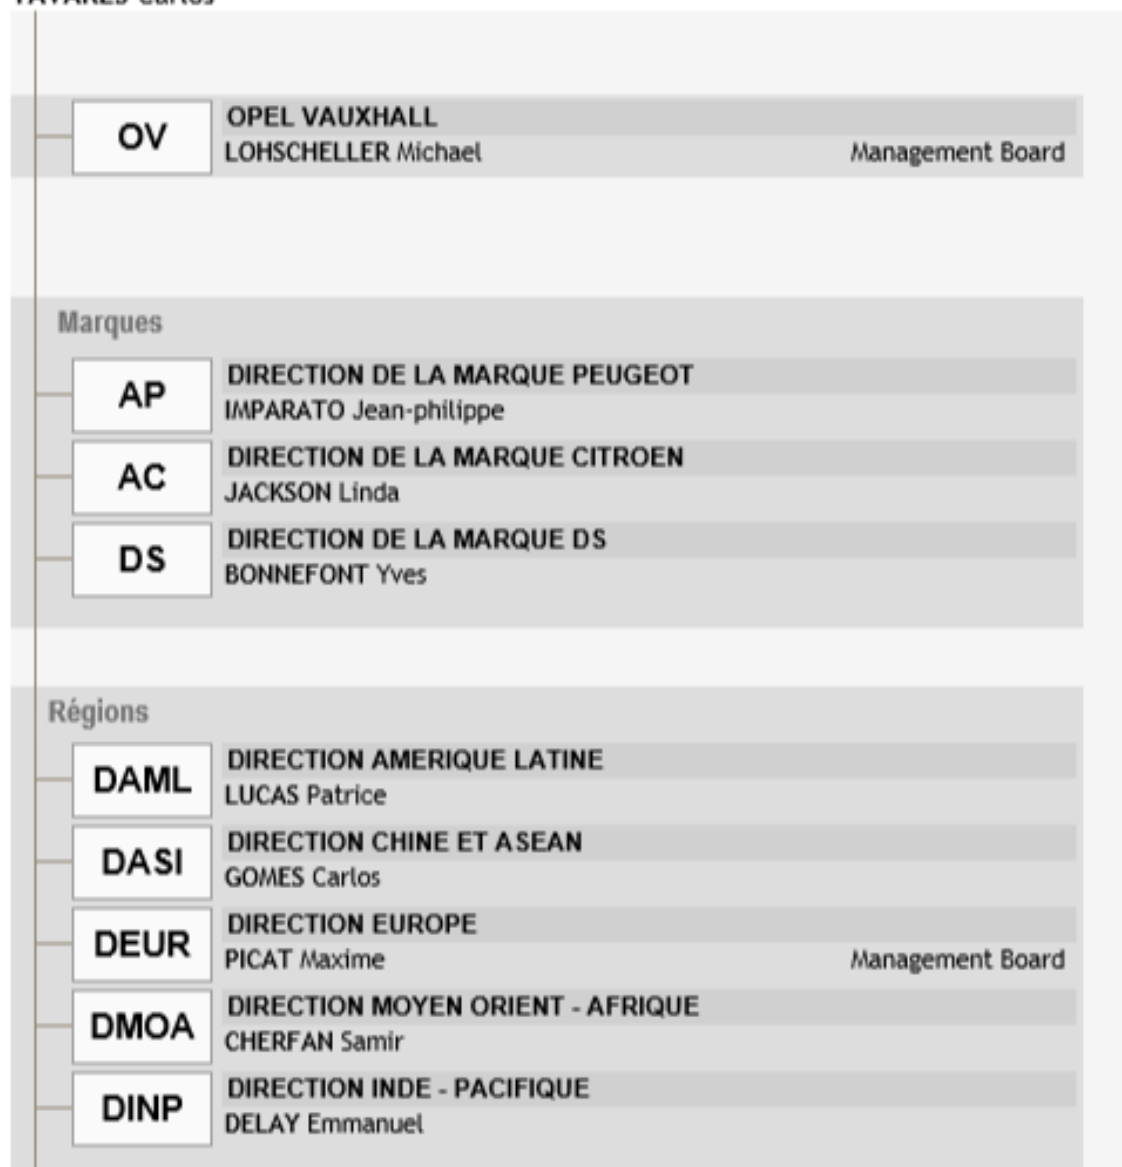 TAVARES Carlos
OV
OPEL VAUXHALL
LOHSCHELLER Michael Management Board
Marques
AP
DIRECTION DE LA MARQUE PEUGEOT
IMPARATO Jean-philippe
AC
DIRECTION DE LA MARQUE CITROEN
JACKSON Linda
DS
DIRECTION DE LA MARQUE DS
BONNEFONT Yves
Régions
DAML
DIRECTION AMERIQUE LATINE
LUCAS Patrice
DASI
DIRECTION CHINE ET ASEAN
GOMES Carlos
DEUR
DIRECTION EUROPE
PICAT Maxime Management Board
DMOA
DIRECTION MOYEN ORIENT - AFRIQUE
CHERFAN Samir
DINP
DIRECTION INDE - PACIFIQUE
DELAY Emmanuel